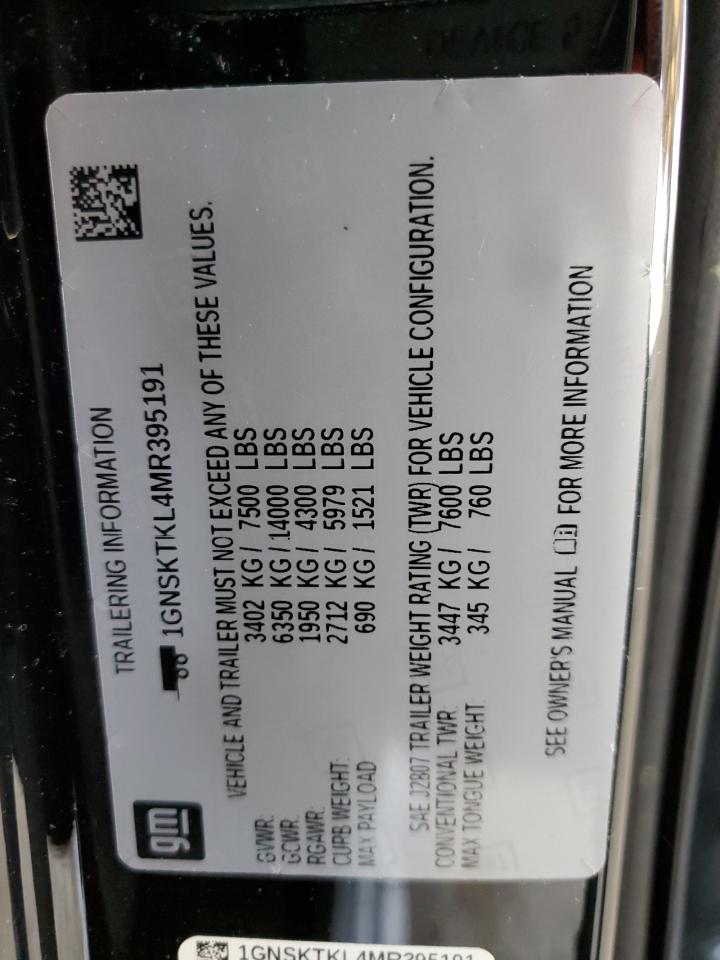 gm
TRAILERING INFORMATION
1GNSKTKL4MR395191
VEHICLE AND TRAILER MUST NOT EXCEED ANY OF THESE VALUES.
GVWR: 3402 KG / 7500 LBS
GCWR: 6350 KG / 14000 LBS
RGAWR: 1950 KG / 4300 LBS
CURB WEIGHT: 2712 KG / 5979 LBS
MAX PAYLOAD 690 KG / 1521 LBS
SAE J2807 TRAILER WEIGHT RATING (TWR) FOR VEHICLE CONFIGURATION.
CONVENTIONAL TWR: 3447 KG / 7600 LBS
MAX TONGUE WEIGHT 345 KG / 760 LBS
SEE OWNER'S MANUAL FOR MORE INFORMATION
1GNSKTKL4MR395191